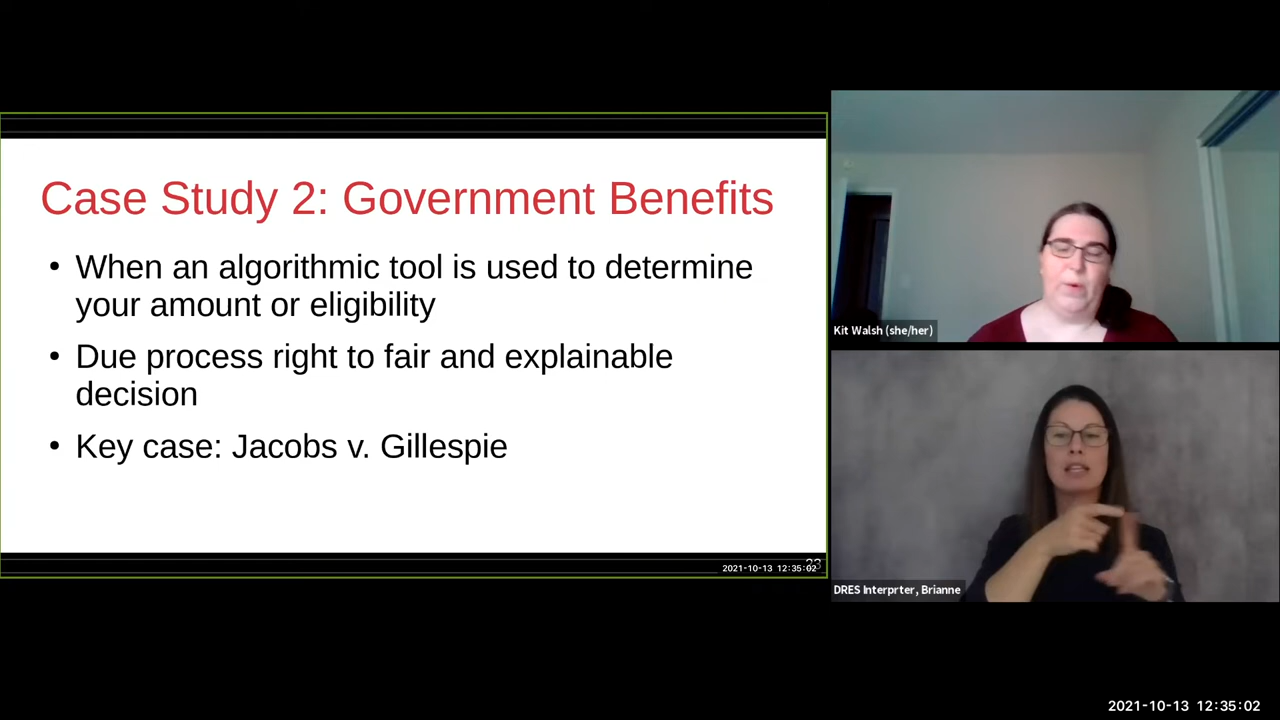 Case Study 2: Government Benefits
• When an algorithmic tool is used to determine
your amount or eligibility
• Due process right to fair and explainable
decision
• Key case: Jacobs v. Gillespie
2021-10-13 12:35:02
Kit Walsh (she/her)
DRES Interprter, Brianne
2021-10-13 12:35:02